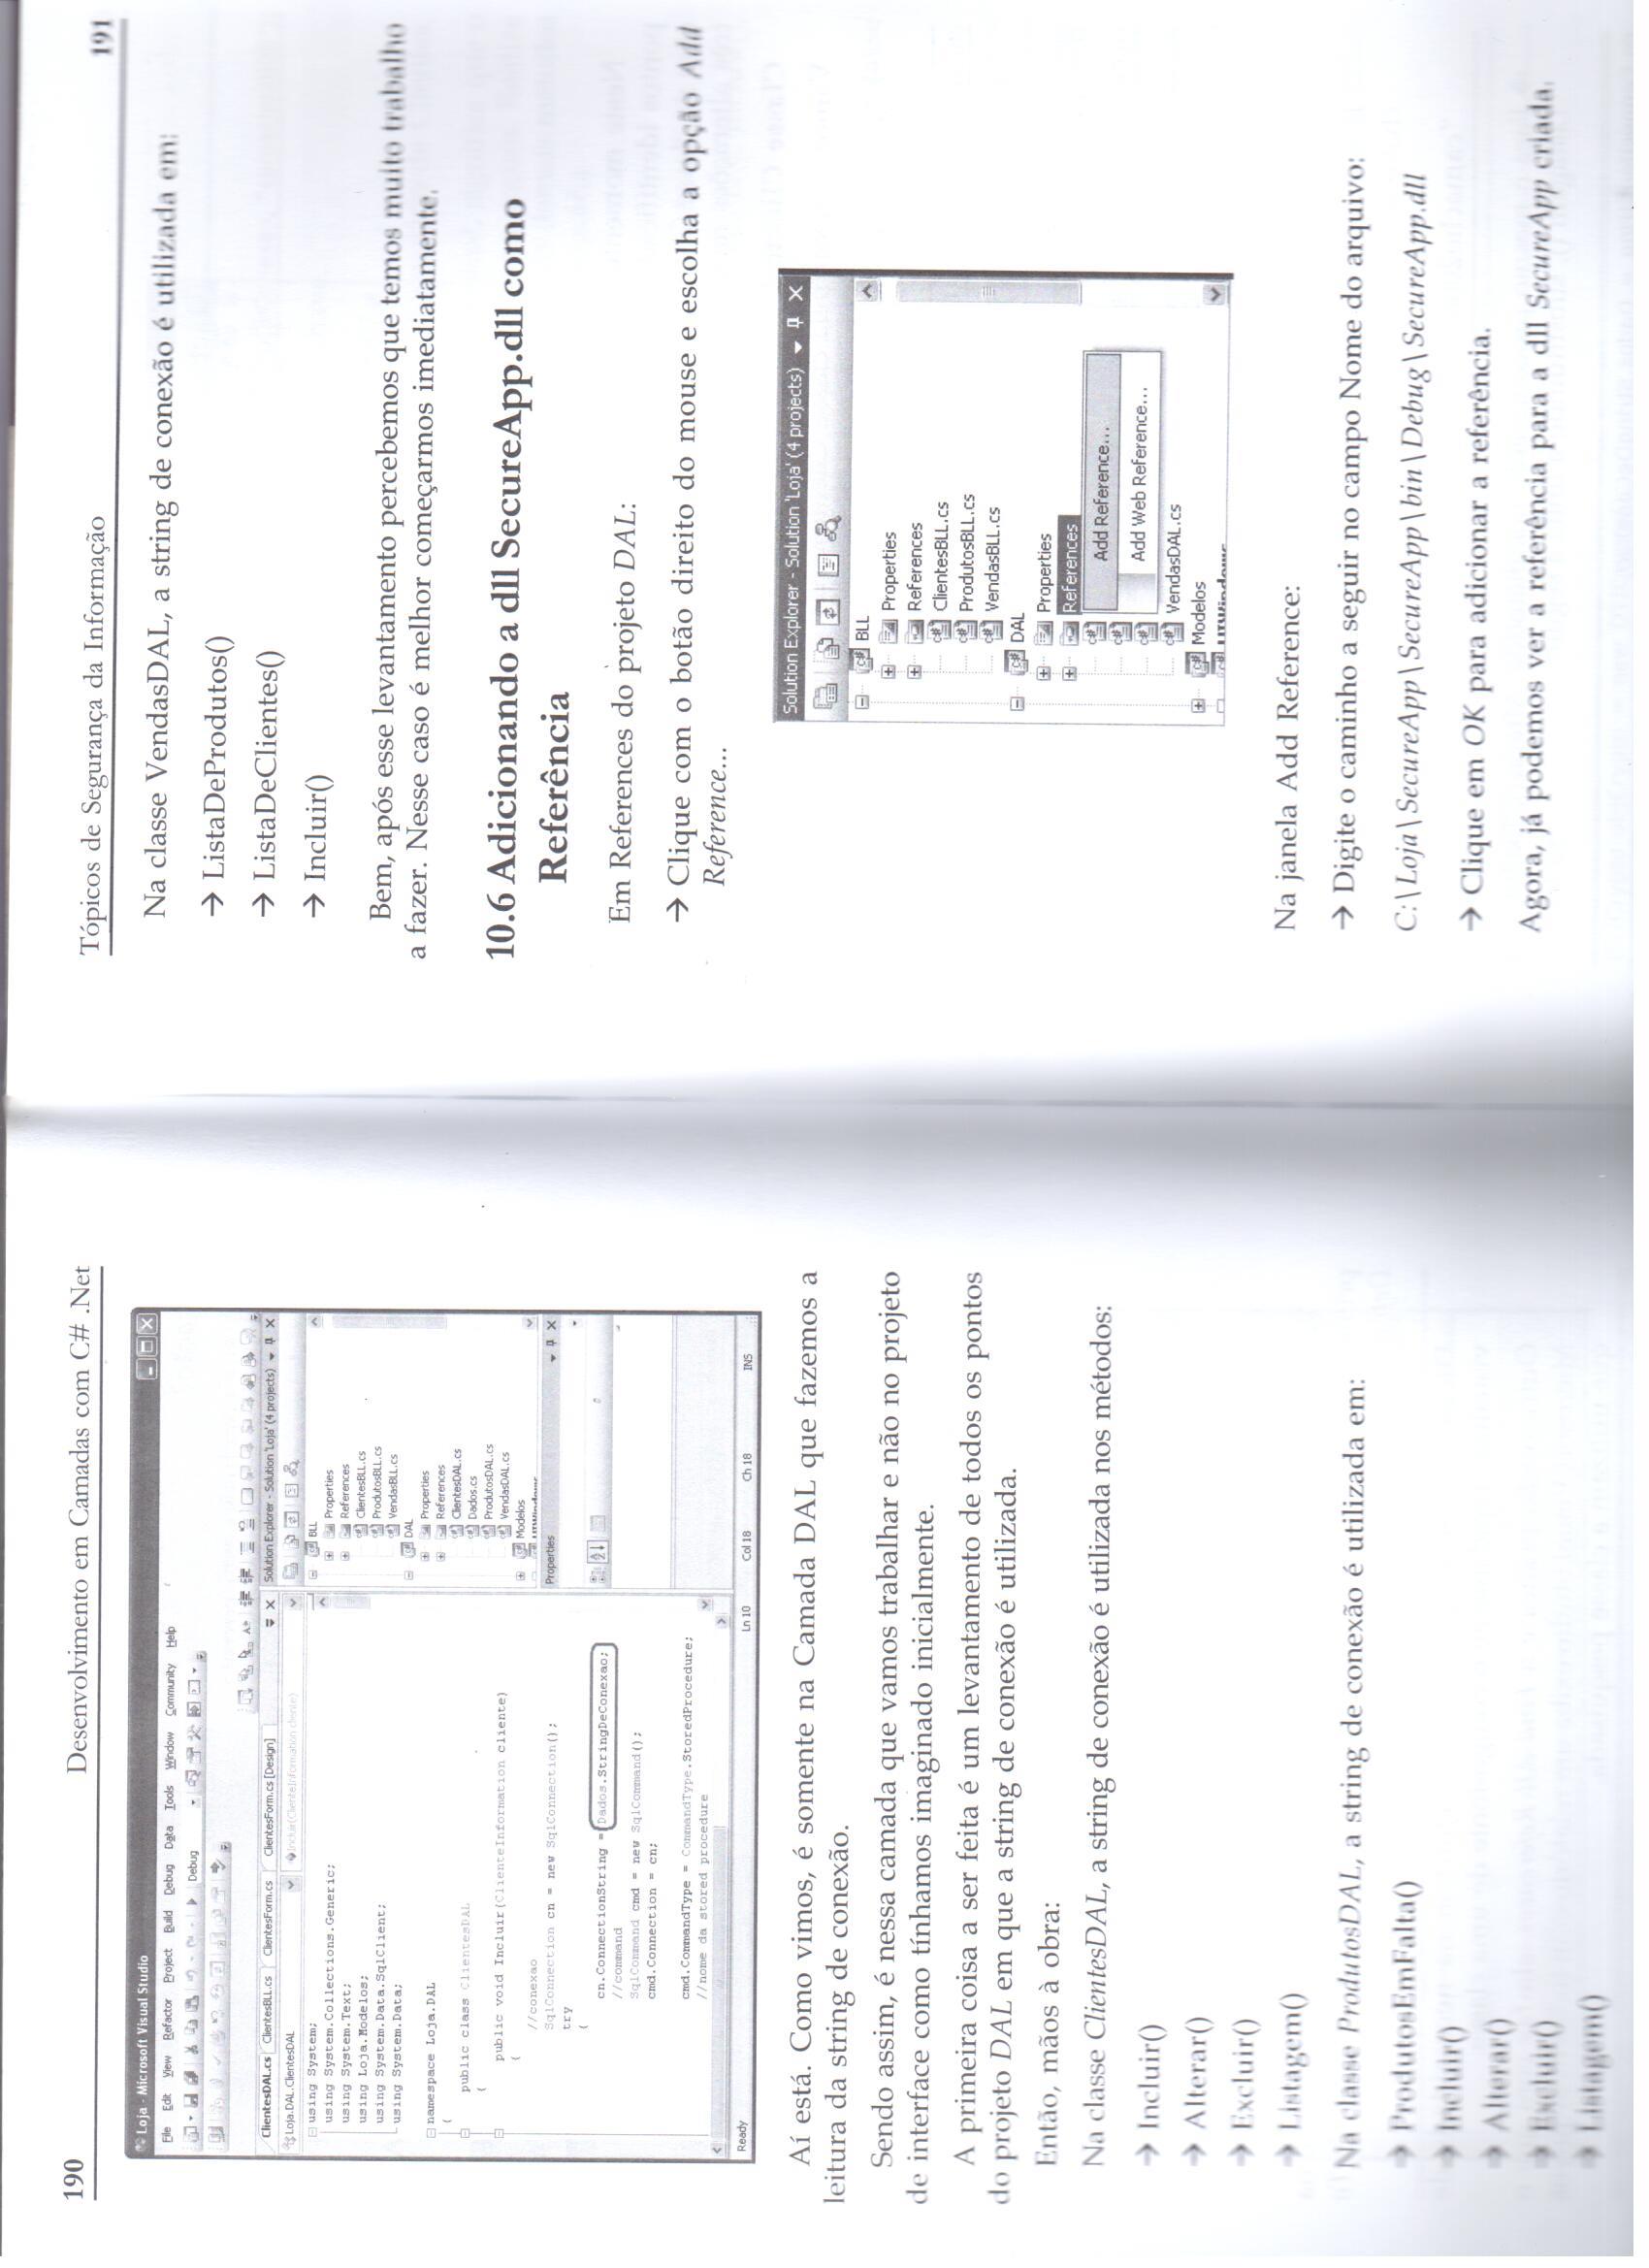 190
Desenvolvimento em Camadas com C# .Net
Loja - Microsoft Visual Studio
File Edit View Refactor Project Build Debug Data Tools Window Community Help
Debug
ClientesDAL.cs ClientesBLL.cs ClientesForm.cs ClientesForm.cs [Design]
Loja.DAL.ClientesDAL
Incluir(ClienteInformation cliente)
using System;
using System.Collections.Generic;
using System.Text;
using Loja.Modelos;
using System.Data.SqlClient;
using System.Data;
namespace Loja.DAL
{
public class ClientesDAL
{
public void Incluir(ClienteInformation cliente)
{
//conexao
SqlConnection cn = new SqlConnection();
try
{
cn.ConnectionString = Dados.StringDeConexao;
//command
SqlCommand cmd = new SqlCommand();
cmd.Connection = cn;
cmd.CommandType = CommandType.StoredProcedure;
//nome da stored procedure
Solution Explorer - Solution 'Loja' (4 projects)
BLL
Properties
References
ClientesBLL.cs
ProdutosBLL.cs
VendasBLL.cs
DAL
Properties
References
ClientesDAL.cs
Dados.cs
ProdutosDAL.cs
VendasDAL.cs
Modelos
UIWindows
Properties
Ready Ln 10 Col 18 Ch 18 INS
Aí está. Como vimos, é somente na Camada DAL que fazemos a
leitura da string de conexão.
Sendo assim, é nessa camada que vamos trabalhar e não no projeto
de interface como tínhamos imaginado inicialmente.
A primeira coisa a ser feita é um levantamento de todos os pontos
do projeto DAL em que a string de conexão é utilizada.
Então, mãos à obra:
Na classe ClientesDAL, a string de conexão é utilizada nos métodos:
→ Incluir()
→ Alterar()
→ Excluir()
→ Listagem()
Na classe ProdutosDAL, a string de conexão é utilizada em:
→ ProdutosEmFalta()
→ Incluir()
→ Alterar()
→ Excluir()
→ Listagem()
Tópicos de Segurança da Informação
191
Na classe VendasDAL, a string de conexão é utilizada em:
→ ListaDeProdutos()
→ ListaDeClientes()
→ Incluir()
Bem, após esse levantamento percebemos que temos muito trabalho
a fazer. Nesse caso é melhor começarmos imediatamente.
10.6 Adicionando a dll SecureApp.dll como
Referência
Em References do projeto DAL:
→ Clique com o botão direito do mouse e escolha a opção Add
Reference...
Solution Explorer - Solution 'Loja' (4 projects)
BLL
Properties
References
ClientesBLL.cs
ProdutosBLL.cs
VendasBLL.cs
DAL
Properties
References
Add Reference...
Add Web Reference...
VendasDAL.cs
Modelos
UIWindows
Na janela Add Reference:
→ Digite o caminho a seguir no campo Nome do arquivo:
C:\Loja\SecureApp\SecureApp\bin\Debug\SecureApp.dll
→ Clique em OK para adicionar a referência.
Agora, já podemos ver a referência para a dll SecureApp criada.